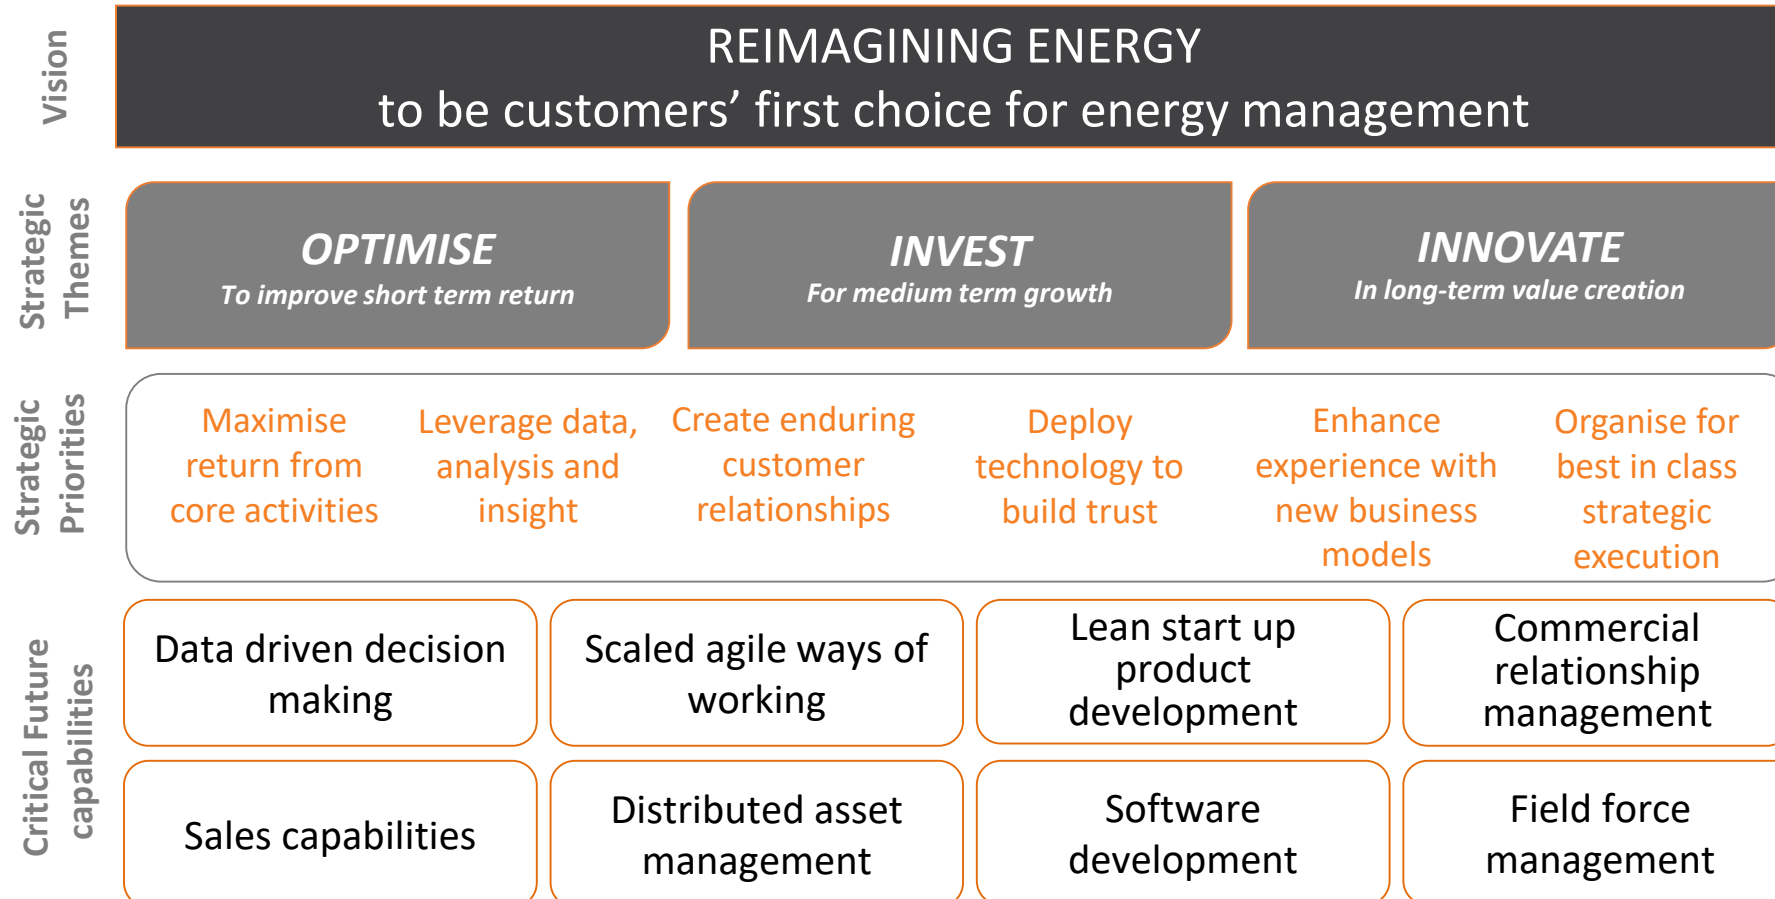 Vision
REIMAGINING ENERGY
to be customers’ first choice for energy management
Strategic
Themes
OPTIMISE
To improve short term return
INVEST
For medium term growth
INNOVATE
In long-term value creation
Strategic
Priorities
Maximise
return from
core activities
Leverage data,
analysis and
insight
Create enduring
customer
relationships
Deploy
technology to
build trust
Enhance
experience with
new business
models
Organise for
best in class
strategic
execution
Critical Future
capabilities
Data driven decision
making
Scaled agile ways of
working
Lean start up
product
development
Commercial
relationship
management
Sales capabilities
Distributed asset
management
Software
development
Field force
management